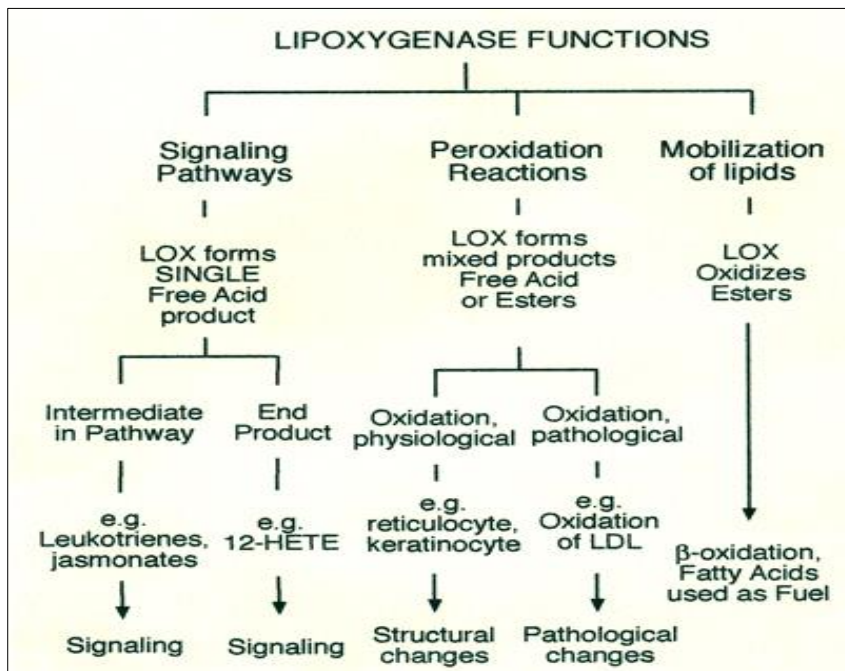 LIPOXYGENASE FUNCTIONS
Signaling
Pathways
LOX forms
SINGLE
Free Acid
product
Intermediate
in Pathway
e.g.
Leukotrienes,
jasmonates
Signaling
End
Product
e.g.
12-HETE
Signaling
Peroxidation
Reactions
LOX forms
mixed products
Free Acid
or Esters
Oxidation,
physiological
e.g.
reticulocyte,
keratinocyte
Structural
changes
Oxidation,
pathological
e.g.
Oxidation
of LDL
Pathological
changes
Mobilization
of lipids
LOX
Oxidizes
Esters
β-oxidation,
Fatty Acids
used as Fuel